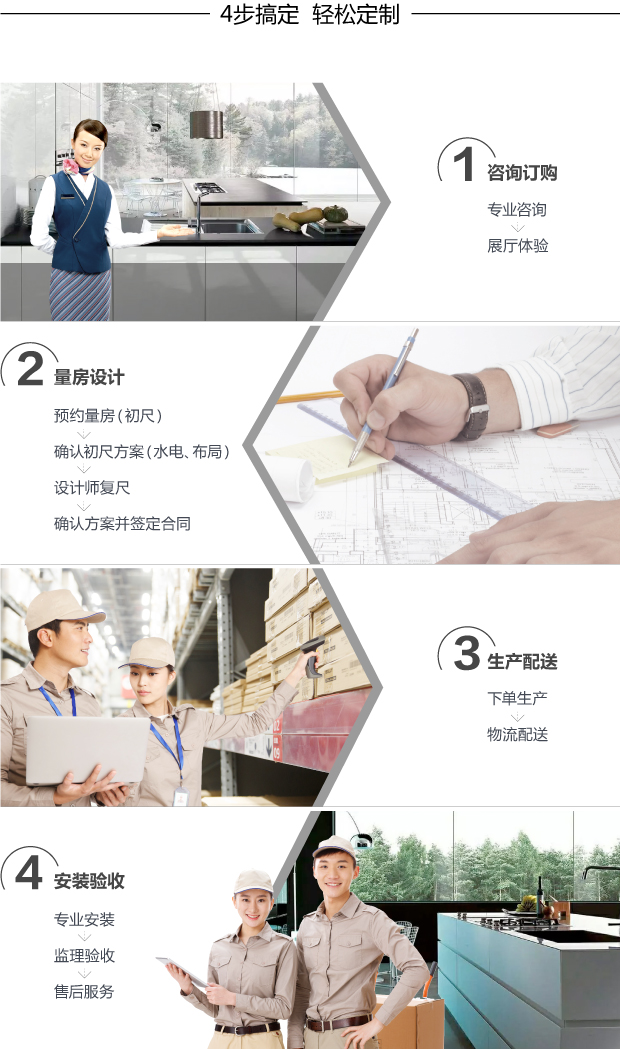 4步搞定 轻松定制
1 咨询订购
专业咨询
展厅体验
2 量房设计
预约量房(初尺)
确认初尺方案(水电、布局)
设计师复尺
确认方案并签定合同
3 生产配送
下单生产
物流配送
4 安装验收
专业安装
监理验收
售后服务